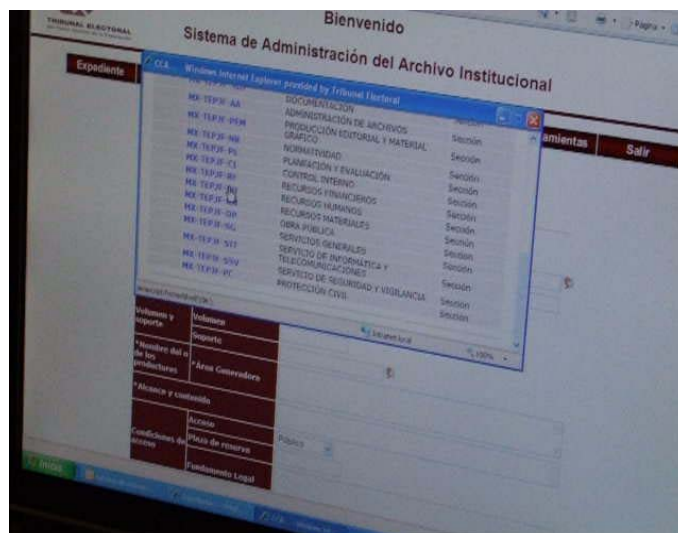 Bienvenido
Página
TRIBUNAL ELECTORAL
Sistema de Administración del Archivo Institucional
Expediente
CCA
Windows Internet Explorer provided by Tribunal Electoral
amientas
Salir
DOCUMENTACIÓN
MX-TEPJF-AA ADMINISTRACIÓN DE ARCHIVOS Sección
MX-TEPJF-PEM PRODUCCIÓN EDITORIAL Y MATERIAL GRÁFICO Sección
MX-TEPJF-NR NORMATIVIDAD Sección
MX-TEPJF-PE PLANEACIÓN Y EVALUACIÓN Sección
MX-TEPJF-CI CONTROL INTERNO Sección
MX-TEPJF-RF RECURSOS FINANCIEROS Sección
RECURSOS HUMANOS Sección
RECURSOS MATERIALES Sección
MX-TEPJF-OP OBRA PÚBLICA Sección
MX-TEPJF-SG SERVICIOS GENERALES Sección
MX-TEPJF-SIT SERVICIO DE INFORMÁTICA Y TELECOMUNICACIONES Sección
MX-TEPJF-SSV SERVICIO DE SEGURIDAD Y VIGILANCIA Sección
MX-TEPJF-PC PROTECCIÓN CIVIL Sección
Intranet local
100%
Volumen y soporte
Volumen
Soporte
*Nombre del o de los productores
*Área Generadora
*Alcance y contenido
Condiciones de acceso
Acceso
Público
Plazo de reserva
Fundamento Legal
Inicio